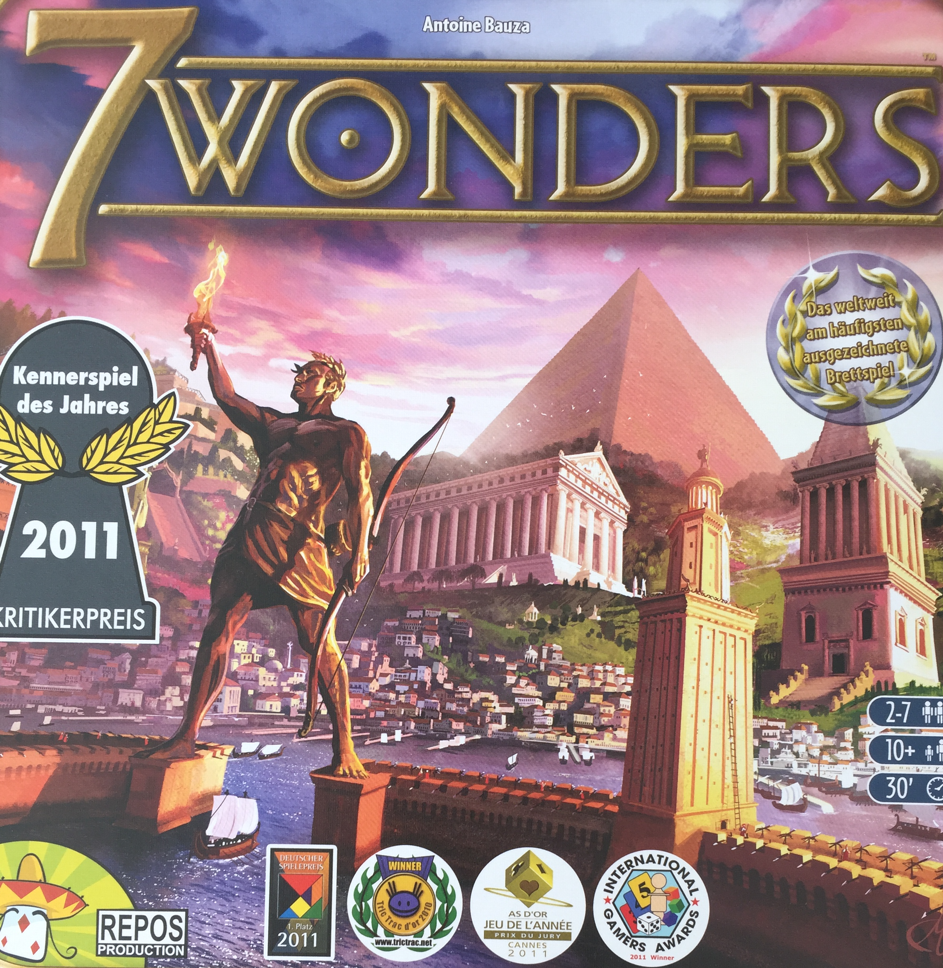 Antoine Bauza
7 WONDERS
TM
Das weltweit
am häufigsten
ausgezeichnete
Brettspiel
Kennerspiel
des Jahres
2011
KRITIKERPREIS
2-7
10+
30'
REPOS
PRODUCTION
DEUTSCHER
SPIELEPREIS
1. Platz
2011
WINNER
Tric Trac d'or 2010
www.trictrac.net
AS D'OR
JEU DE L'ANNÉE
PRIX DU JURY
CANNES
2011
INTERNATIONAL
GAMERS AWARDS
5
2011 Winner